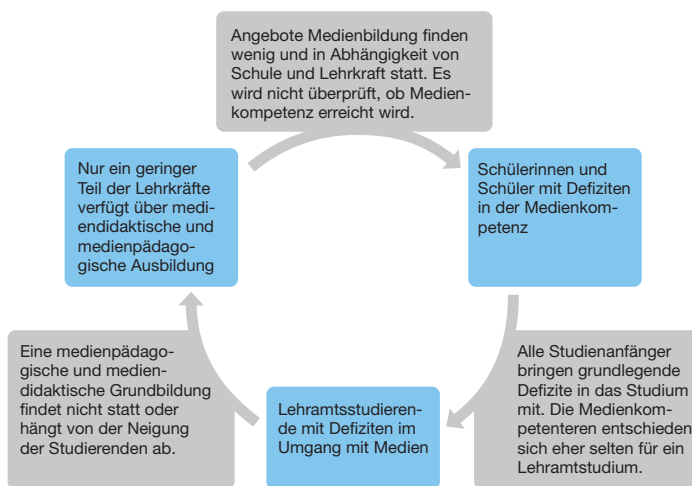 Angebote Medienbildung finden
wenig und in Abhängigkeit von
Schule und Lehrkraft statt. Es
wird nicht überprüft, ob Medien-
kompetenz erreicht wird.
Nur ein geringer
Teil der Lehrkräfte
verfügt über medi-
endidaktische und
medienpädago-
gische Ausbildung
Schülerinnen und
Schüler mit Defiziten
in der Medienkom-
petenz
Eine medienpädago-
gische und medien-
didaktische Grundbildung
findet nicht statt oder
hängt von der Neigung
der Studierenden ab.
Lehramtsstudieren-
de mit Defiziten im
Umgang mit Medien
Alle Studienanfänger
bringen grundlegende
Defizite in das Studium
mit. Die Medienkom-
petenteren entschieden
sich eher selten für ein
Lehramtstudium.